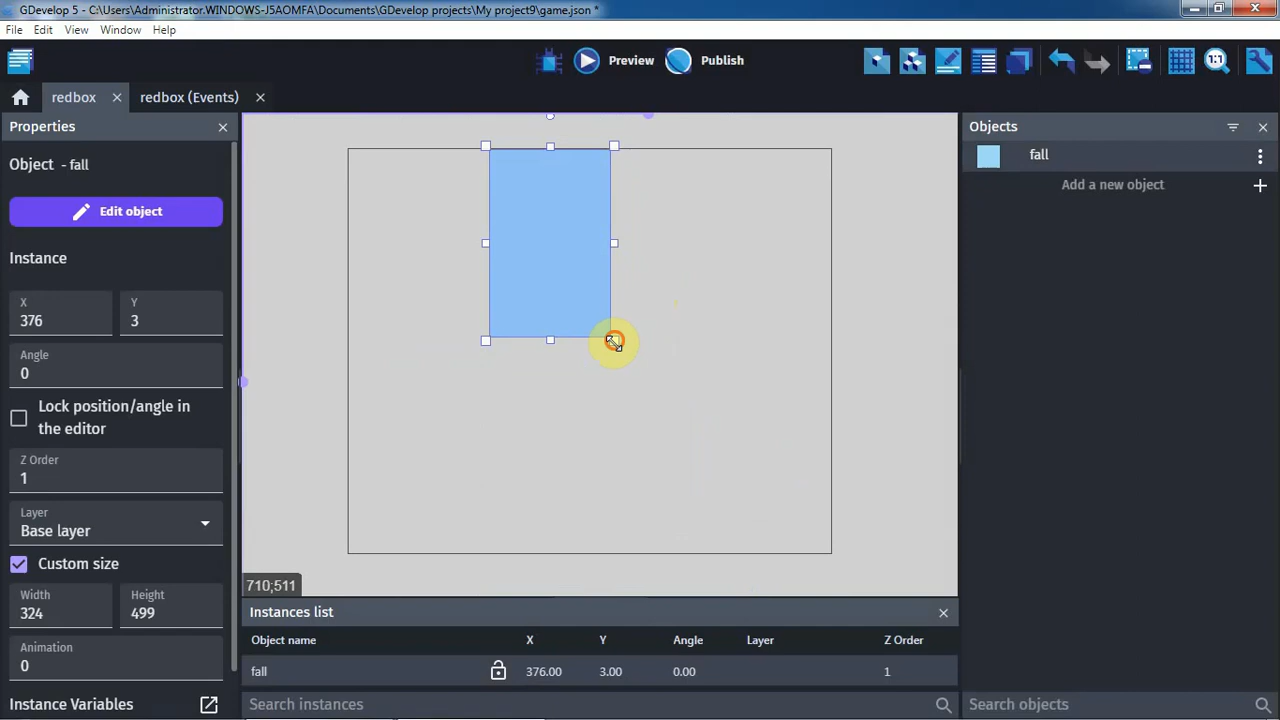 GDevelop 5 - C:\Users\Administrator.WINDOWS-J5AOMFA\Documents\GDevelop projects\My project9\game.json *
File Edit View Window Help
Preview Publish 1:1
redbox redbox (Events)
Properties
Object - fall
Edit object
Instance
X Y
376 3
Angle
0
Lock position/angle in
the editor
Z Order
1
Layer
Base layer
Custom size
Width Height
324 499
Animation
0
Instance Variables
710;511
Instances list
Object name X Y Angle Layer Z Order
fall 376.00 3.00 0.00 1
Search instances
Objects
fall
Add a new object
Search objects